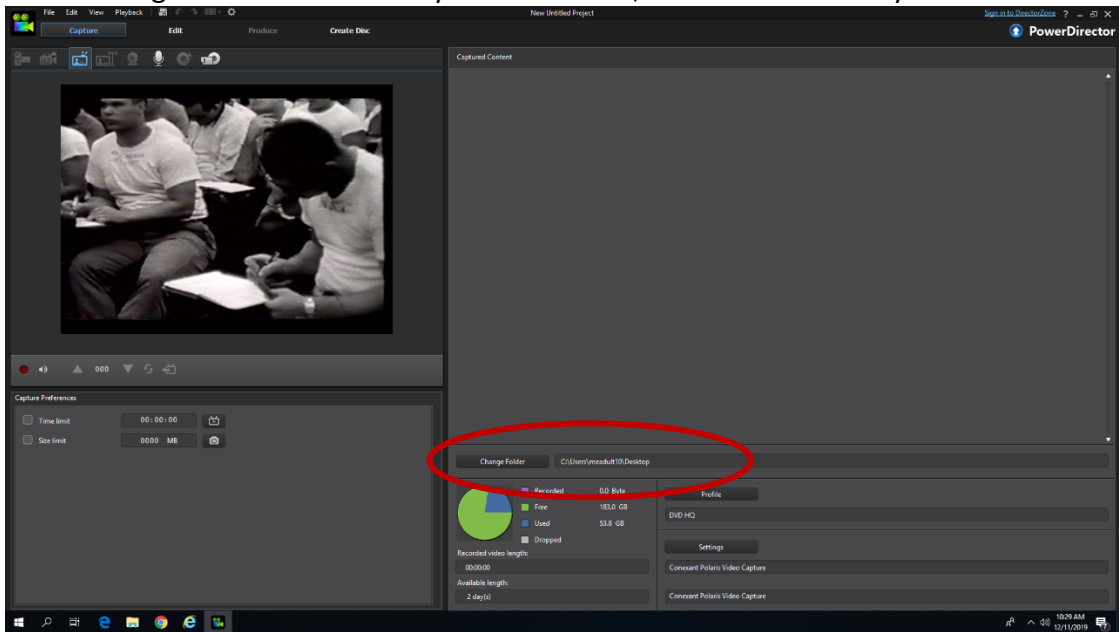 File Edit View Playback New Untitled Project Sign in to DirectorZone ?
Capture Edit Produce Create Disc PowerDirector
Captured Content
000
Capture Preferences
Time limit 00:00:00
Size limit 0000 MB
Change Folder C:\Users\meadult10\Desktop
Recorded 0.0 Byte
Free 183.0 GB
Used 53.8 GB
Dropped
Recorded video length:
00:00:00
Available length:
2 day(s)
Profile
DVD HQ
Settings
Conexant Polaris Video Capture
Conexant Polaris Video Capture
10:29 AM
12/11/2019